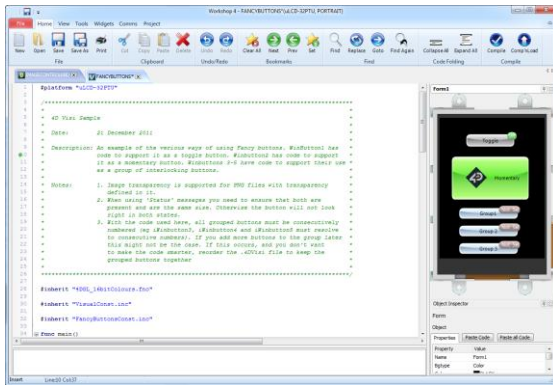 Workshop 4 - FANCYBUTTONS*(uLCD-32PTU, PORTRAIT)
File Home View Tools Widgets Comms Project
New Open Save Save As Print Cut Copy Paste Delete Undo Redo Clear All Next Prev Set Find Replace Goto Find Again Collapse All Expand All Compile Comp'nLoad
File Clipboard Undo/Redo Bookmarks Find Code Folding Compile
FANCYBUTTONS*
#platform "uLCD-32PTU"
4D Visi Sample
Date: 21 December 2011
Description: An example of the various ways of using Fancy buttons. WinButton1 has
code to support it as a toggle button. Winbutton2 has code to support
it as a momentary button. Winbuttons 3-5 have code to support their use
as a group of interlocking buttons.
Notes: 1. Image transparency is supported for PNG files with transparency
defined in it.
2. When using 'Status' messages you need to ensure that both are
present and are the same size. Otherwise the button will not look
right in both states.
3. With the code used here, all grouped buttons must be consecutively
numbered (eg iWinbutton3, iWinbutton4 and iWinbutton5 must resolve
to consecutive numbers). If you add more buttons to the group later
this might not be the case. If this occurs, and you don't want
to make the code smarter, reorder the .4DVisi file to keep the
grouped buttons together
#inherit "4DGL_16bitColours.fnc"
#inherit "VisualConst.inc"
#inherit "FancyButtonsConst.inc"
func main()
Form1
Toggle
Momentary
Group1
Group 2
Group 3
Object Inspector
Form
Object
Properties Paste Code Paste all Code
Property Value
Name Form1
Bgtype Color
Insert Line:10 Col:37